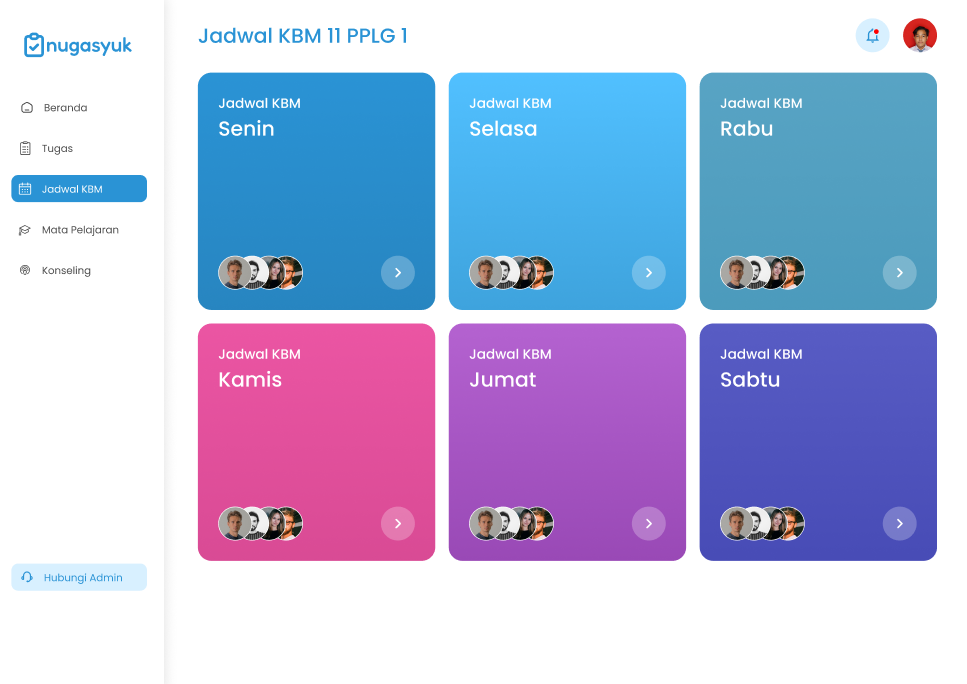 nugasyuk
Beranda
Tugas
Jadwal KBM
Mata Pelajaran
Konseling
Hubungi Admin
Jadwal KBM 11 PPLG 1
Jadwal KBM
Senin
Jadwal KBM
Selasa
Jadwal KBM
Rabu
Jadwal KBM
Kamis
Jadwal KBM
Jumat
Jadwal KBM
Sabtu